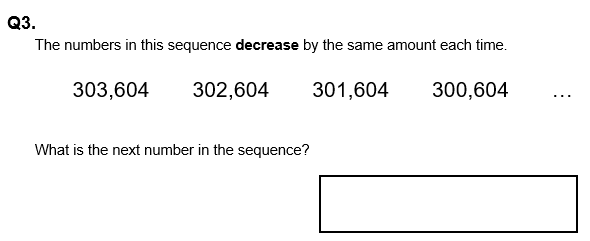 Q3.
The numbers in this sequence decrease by the same amount each time.
303,604 302,604 301,604 300,604 ...
What is the next number in the sequence?